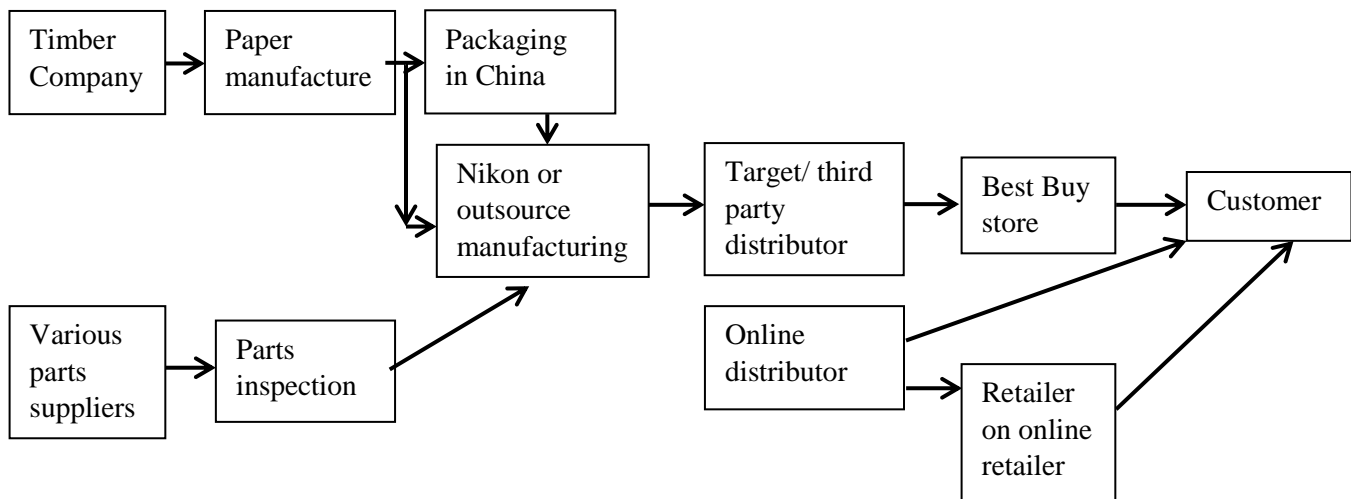 Timber
Company
Paper
manufacture
Packaging
in China
Nikon or
outsource
manufacturing
Target/ third
party
distributor
Best Buy
store
Customer
Various
parts
suppliers
Parts
inspection
Online
distributor
Retailer
on online
retailer